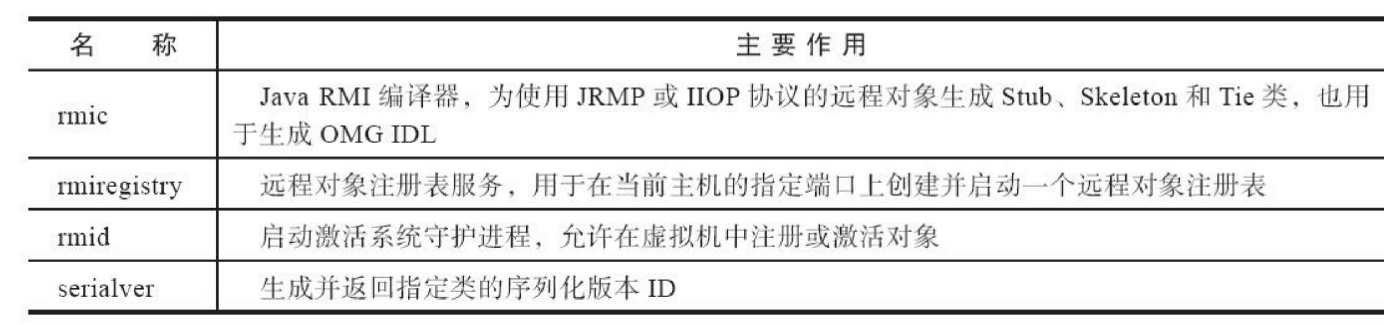 名 称 主要作用
rmic Java RMI 编译器，为使用 JRMP 或 IIOP 协议的远程对象生成 Stub、Skeleton 和 Tie 类，也用
于生成 OMG IDL
rmiregistry 远程对象注册表服务，用于在当前主机的指定端口上创建并启动一个远程对象注册表
rmid 启动激活系统守护进程，允许在虚拟机中注册或激活对象
serialver 生成并返回指定类的序列化版本 ID